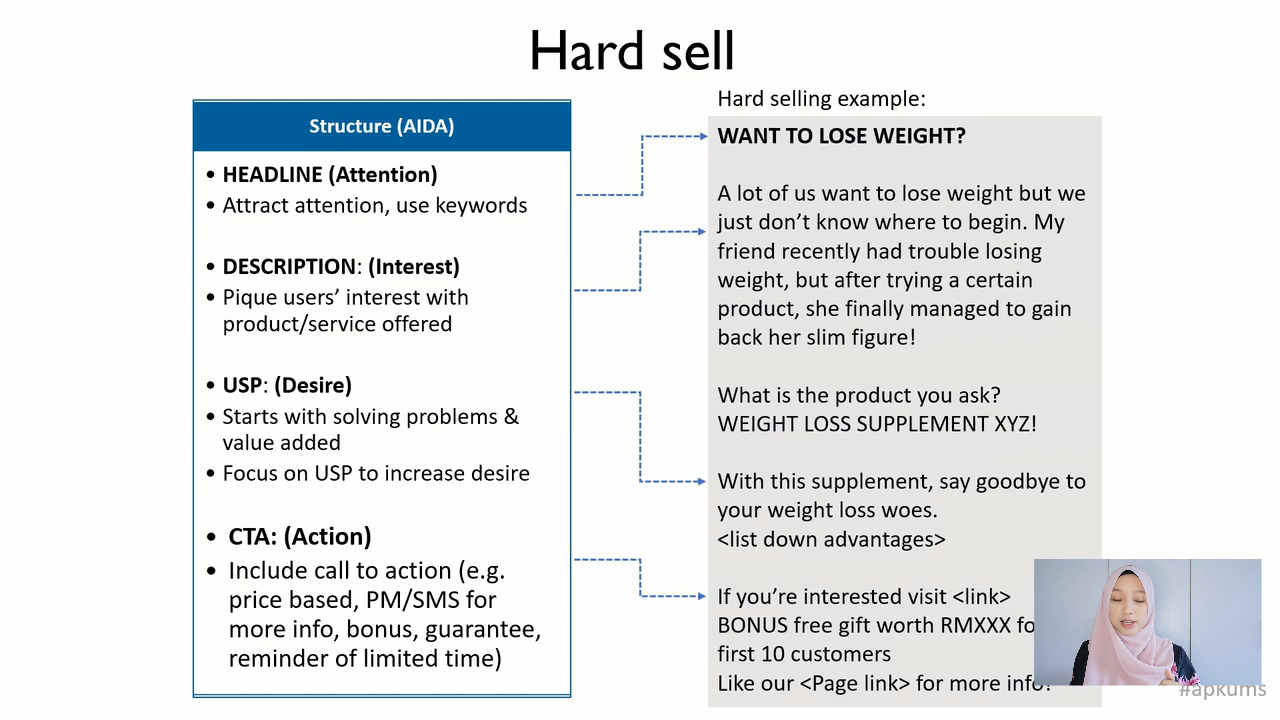 Hard sell
Structure (AIDA)
• HEADLINE (Attention)
• Attract attention, use keywords
• DESCRIPTION: (Interest)
• Pique users' interest with
product/service offered
• USP: (Desire)
• Starts with solving problems &
value added
• Focus on USP to increase desire
• CTA: (Action)
• Include call to action (e.g.
price based, PM/SMS for
more info, bonus, guarantee,
reminder of limited time)
Hard selling example:
WANT TO LOSE WEIGHT?
A lot of us want to lose weight but we
just don't know where to begin. My
friend recently had trouble losing
weight, but after trying a certain
product, she finally managed to gain
back her slim figure!
What is the product you ask?
WEIGHT LOSS SUPPLEMENT XYZ!
With this supplement, say goodbye to
your weight loss woes.
<list down advantages>
If you're interested visit <link>
BONUS free gift worth RMXXX
first 10 customers
Like our <Page link> for more info!
#apkums